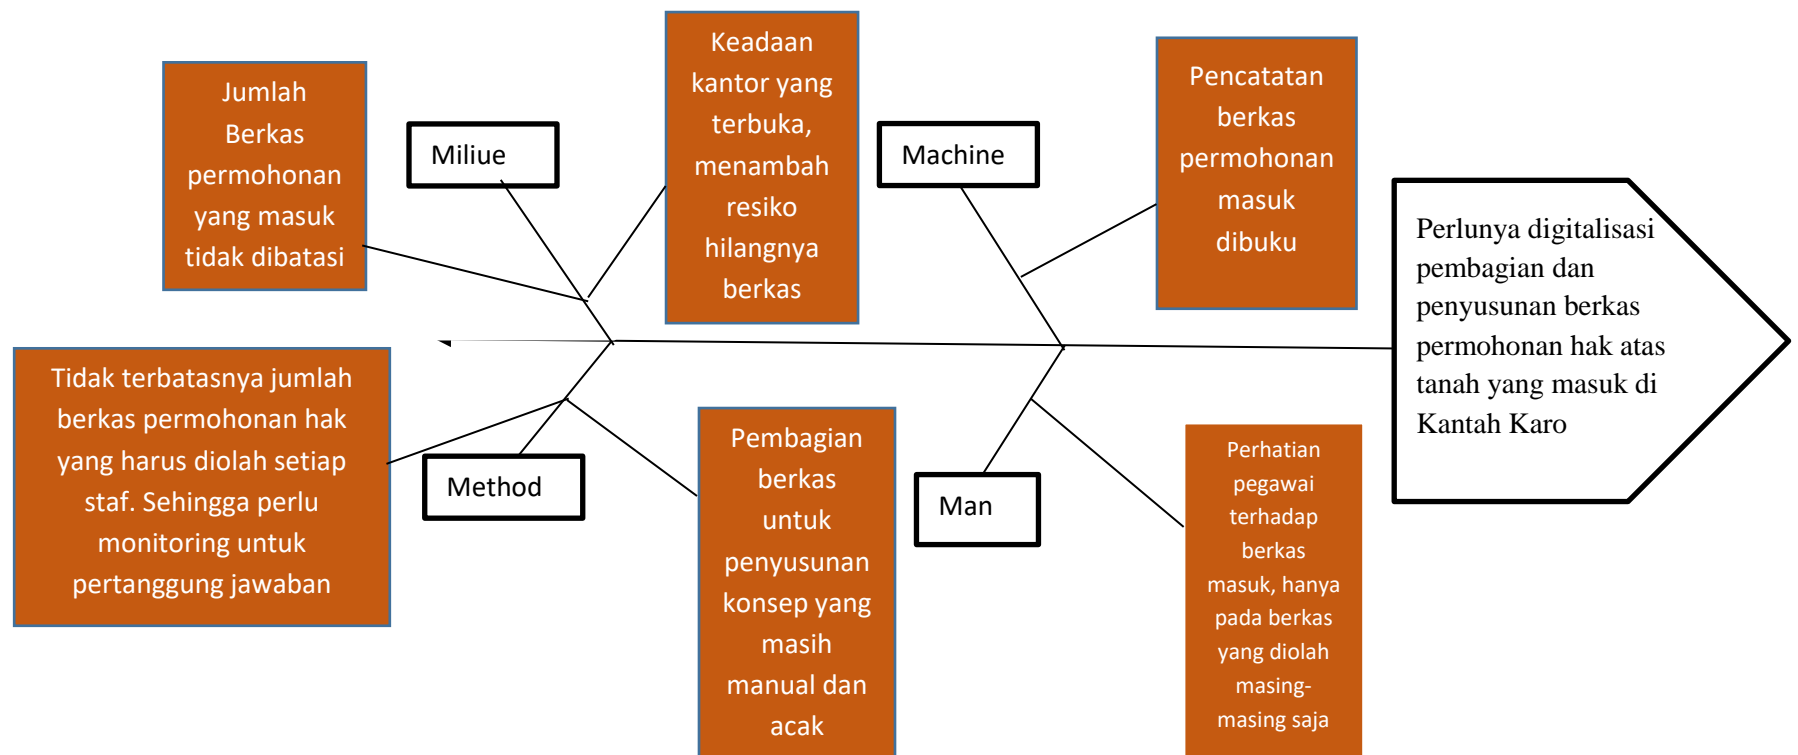 Jumlah
Berkas
permohonan
yang masuk
tidak dibatasi
Miliue
Keadaan
kantor yang
terbuka,
menambah
resiko
hilangnya
berkas
Machine
Pencatatan
berkas
permohonan
masuk
dibuku
Perlunya digitalisasi
pembagian dan
penyusunan berkas
permohonan hak atas
tanah yang masuk di
Kantah Karo
Tidak terbatasnya jumlah
berkas permohonan hak
yang harus diolah setiap
staf. Sehingga perlu
monitoring untuk
pertanggung jawaban
Method
Pembagian
berkas
untuk
penyusunan
konsep yang
masih
manual dan
acak
Man
Perhatian
pegawai
terhadap
berkas
masuk, hanya
pada berkas
yang diolah
masing-
masing saja